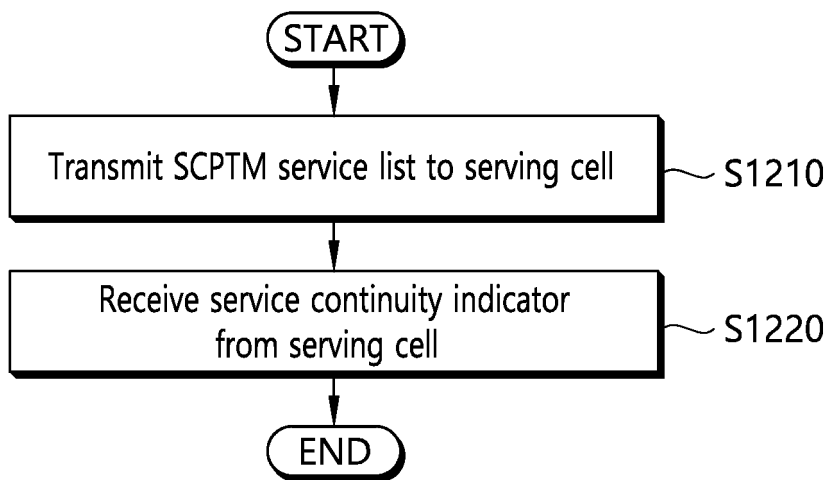 START
Transmit SCPTM service list to serving cell
S1210
Receive service continuity indicator
from serving cell
S1220
END